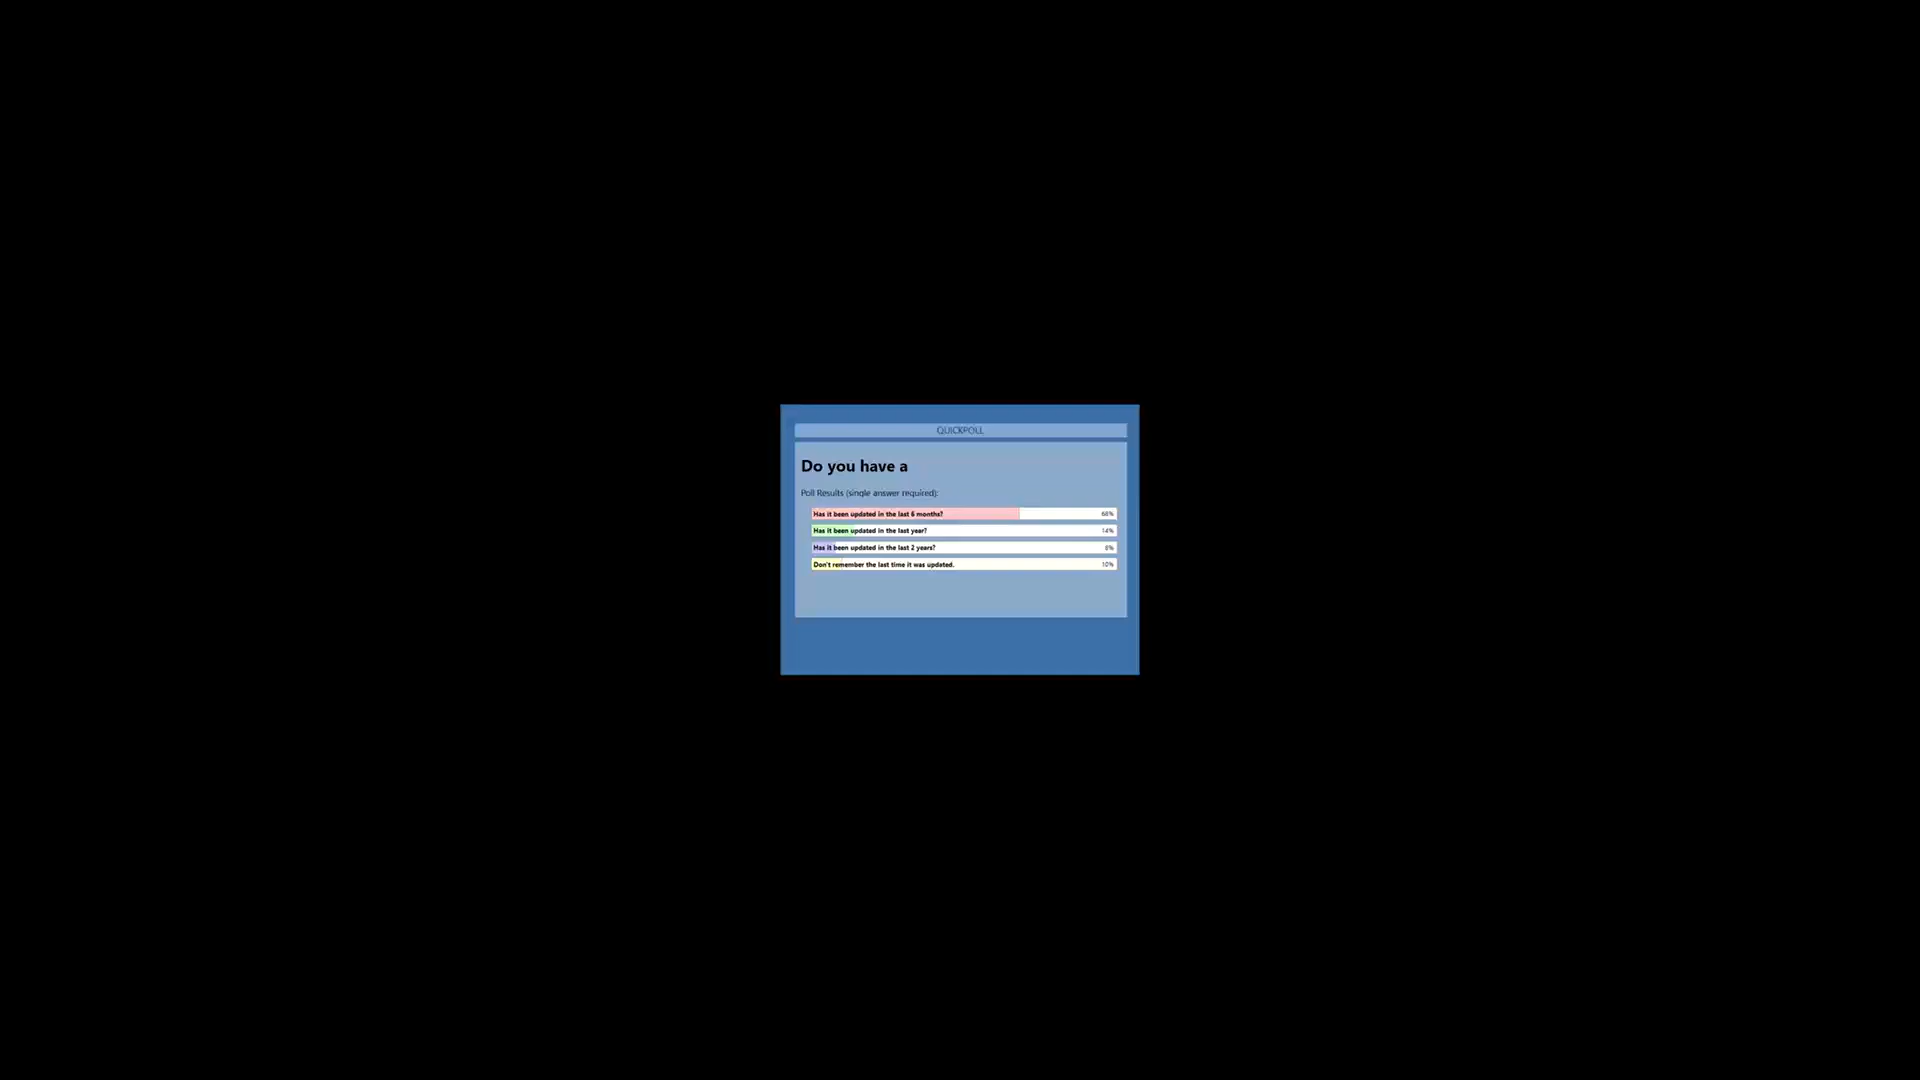 QUICKPOLL
Do you have a
Poll Results (single answer required):
Has it been updated in the last 6 months? 68%
Has it been updated in the last year? 14%
Has it been updated in the last 2 years? 8%
Don't remember the last time it was updated. 10%